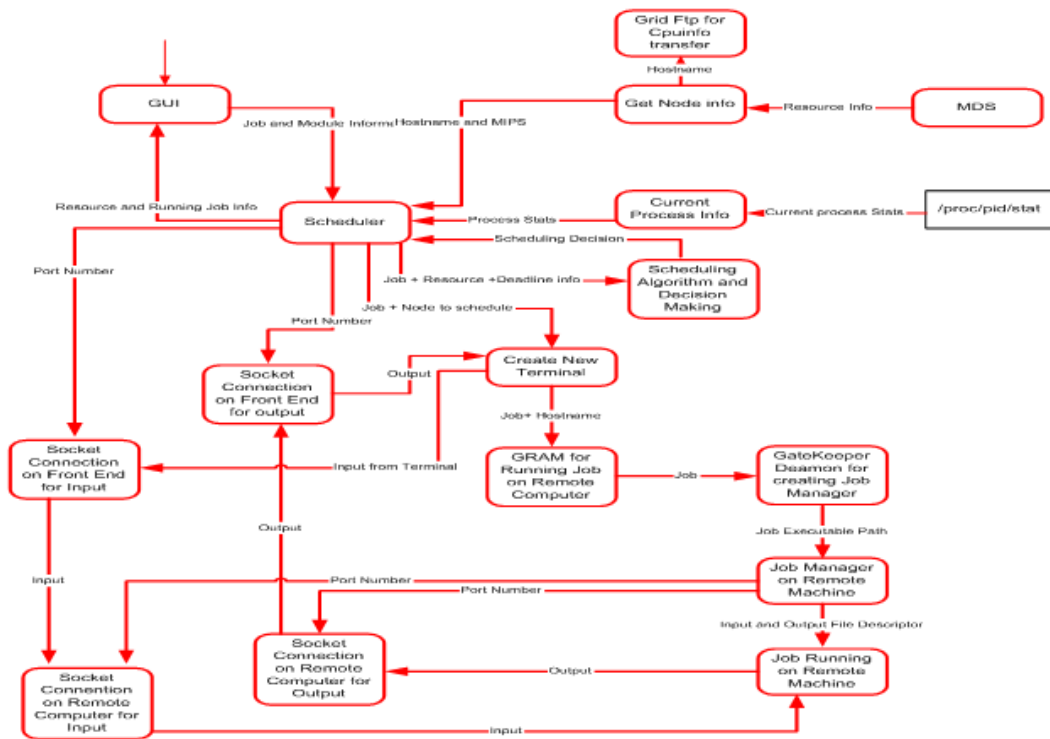 Grid Ftp for
Cpuinfo
transfer
Hostname
GUI
Get Node info
Resource Info
MDS
Job and Module Informe
Hostname and MIPS
Resource and Running Job Info
Scheduler
Process Stats
Current
Process Info
Current process Stats
/proc/pid/stat
Scheduling Decision
Port Number
Job + Resource +Deadline info
Scheduling
Algorithm and
Decision
Making
Job + Node to schedule
Port Number
Socket
Connection
on Front End
for output
Output
Create New
Terminal
Job+ Hostname
Socket
Connection
on Front End
for Input
Input from Terminal
GRAM for
Running Job
on Remote
Computer
Job
GateKeeper
Deamon for
creating Job
Manager
Output
Job Executable Path
Input
Port Number
Port Number
Job Manager
on Remote
Machine
Input and Output File Descriptor
Socket
Connection
on Remote
Computer for
Output
Output
Job Running
on Remote
Machine
Socket
Connention
on Remote
Computer for
Input
Input